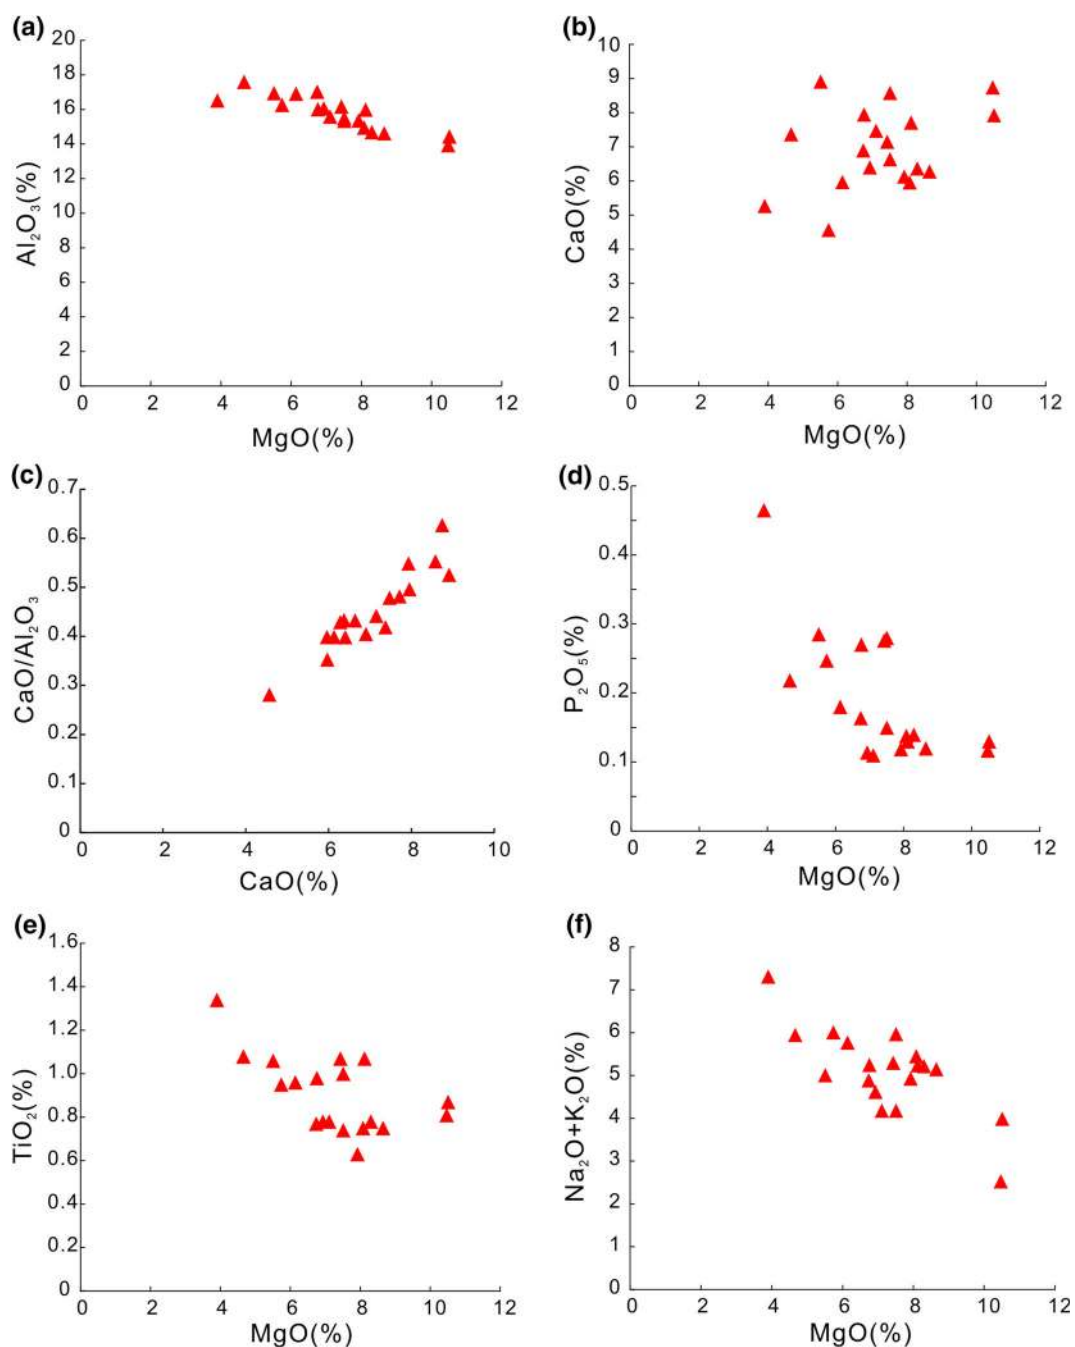 (a)
20
18
16
14
12
10
8
6
4
2
0
Al₂O₃(%)
0 2 4 6 8 10 12
MgO(%)
(b)
10
9
8
7
6
5
4
3
2
1
0
CaO(%)
0 2 4 6 8 10 12
MgO(%)
(c)
0.7
0.6
0.5
0.4
0.3
0.2
0.1
0
CaO/Al₂O₃
0 2 4 6 8 10
CaO(%)
(d)
0.5
0.4
0.3
0.2
0.1
0
P₂O₅(%)
0 2 4 6 8 10 12
MgO(%)
(e)
1.6
1.4
1.2
1.0
0.8
0.6
0.4
0.2
0
TiO₂(%)
0 2 4 6 8 10 12
MgO(%)
(f)
8
7
6
5
4
3
2
1
0
Na₂O+K₂O(%)
0 2 4 6 8 10 12
MgO(%)